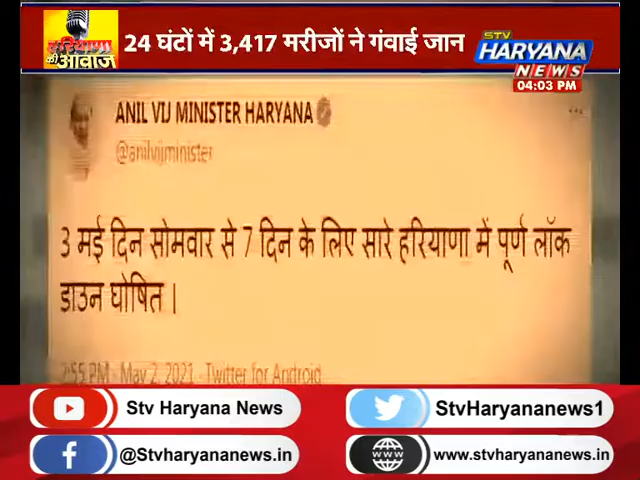 हरियाणा
की आवाज
24 घंटों में 3,417 मरीजों ने गंवाई जान
STV
HARYANA
NEWS
04:03 PM
ANIL VIJ MINISTER HARYANA
@anilvijminister
3 मई दिन सोमवार से 7 दिन के लिए सारे हरियाणा में पूर्ण लॉक
डाउन घोषित |
2:55 PM · May 2, 2021 · Twitter for Android
Stv Haryana News
StvHaryananews1
@Stvharyananews.in
www.stvharyananews.in